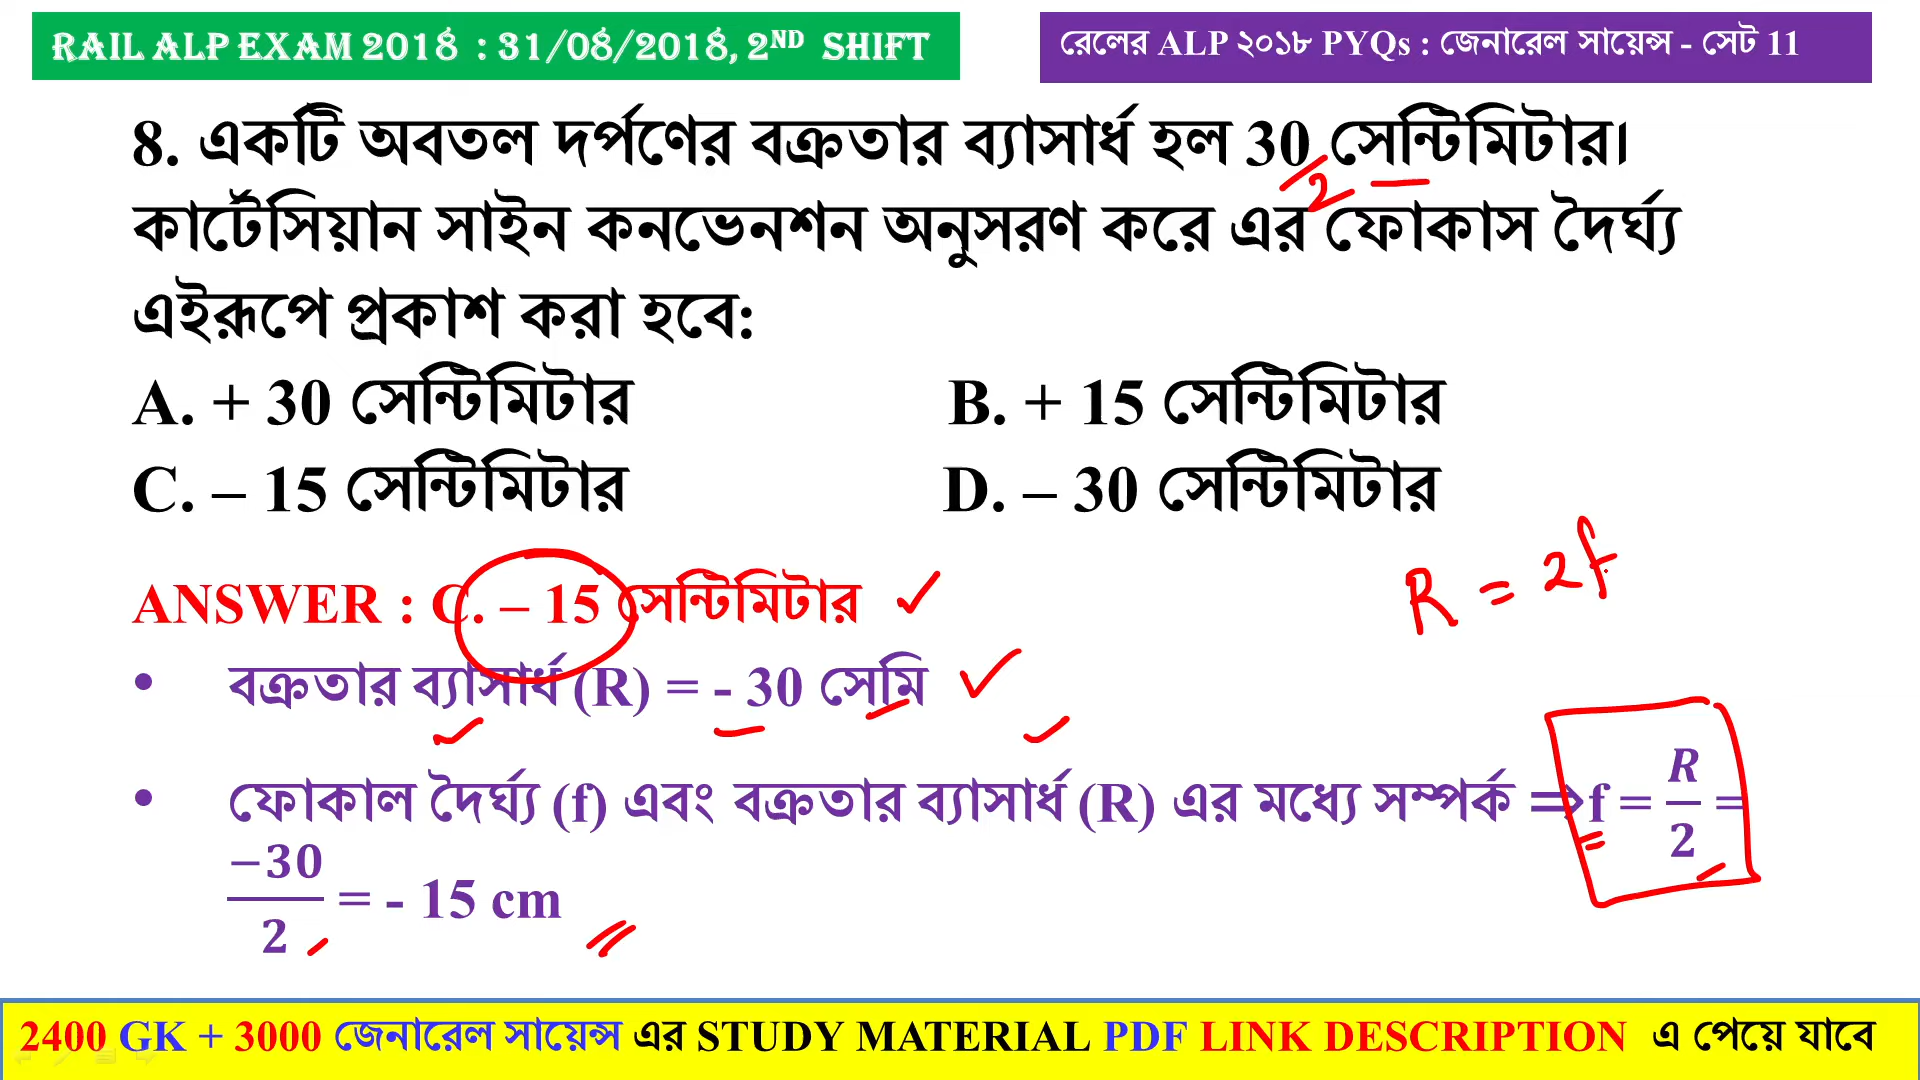 RAIL ALP EXAM 2018 : 31/08/2018, 2ND SHIFT
রেলের ALP ২০১৮ PYQs : জেনারেল সায়েন্স - সেট 11
8. একটি অবতল দর্পণের বক্রতার ব্যাসার্ধ হল 30 সেন্টিমিটার।
2
কার্টেসিয়ান সাইন কনভেনশন অনুসরণ করে এর ফোকাস দৈর্ঘ্য
এইরূপে প্রকাশ করা হবে:
A. + 30 সেন্টিমিটার B. + 15 সেন্টিমিটার
C. – 15 সেন্টিমিটার D. – 30 সেন্টিমিটার
R = 2f
ANSWER : C. – 15 সেন্টিমিটার
• বক্রতার ব্যাসার্ধ (R) = - 30 সেমি
• ফোকাল দৈর্ঘ্য (f) এবং বক্রতার ব্যাসার্ধ (R) এর মধ্যে সম্পর্ক ⇒f = R/2 =
−30/2 = - 15 cm
2400 GK + 3000 জেনারেল সায়েন্স এর STUDY MATERIAL PDF LINK DESCRIPTION এ পেয়ে যাবে